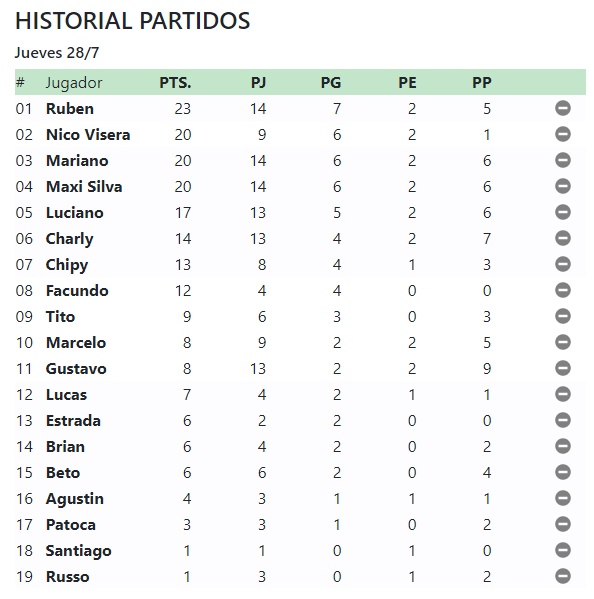 HISTORIAL PARTIDOS
Jueves 28/7
# Jugador PTS. PJ PG PE PP
01 Ruben 23 14 7 2 5
02 Nico Visera 20 9 6 2 1
03 Mariano 20 14 6 2 6
04 Maxi Silva 20 14 6 2 6
05 Luciano 17 13 5 2 6
06 Charly 14 13 4 2 7
07 Chipy 13 8 4 1 3
08 Facundo 12 4 4 0 0
09 Tito 9 6 3 0 3
10 Marcelo 8 9 2 2 5
11 Gustavo 8 13 2 2 9
12 Lucas 7 4 2 1 1
13 Estrada 6 2 2 0 0
14 Brian 6 4 2 0 2
15 Beto 6 6 2 0 4
16 Agustin 4 3 1 1 1
17 Patoca 3 3 1 0 2
18 Santiago 1 1 0 1 0
19 Russo 1 3 0 1 2